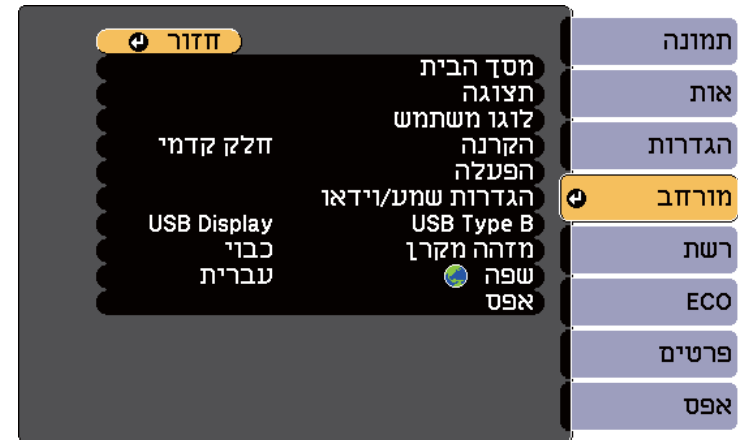 תמונה
אות
הגדרות
מורחב
רשת
ECO
פרטים
אפס
חזור
מסך הבית
תצוגה
לוגו משתמש
הקרנה חלק קדמי
הפעלה
הגדרות שמע/וידאו
USB Type B USB Display
מזהה מקרן כבוי
שפה עברית
אפס